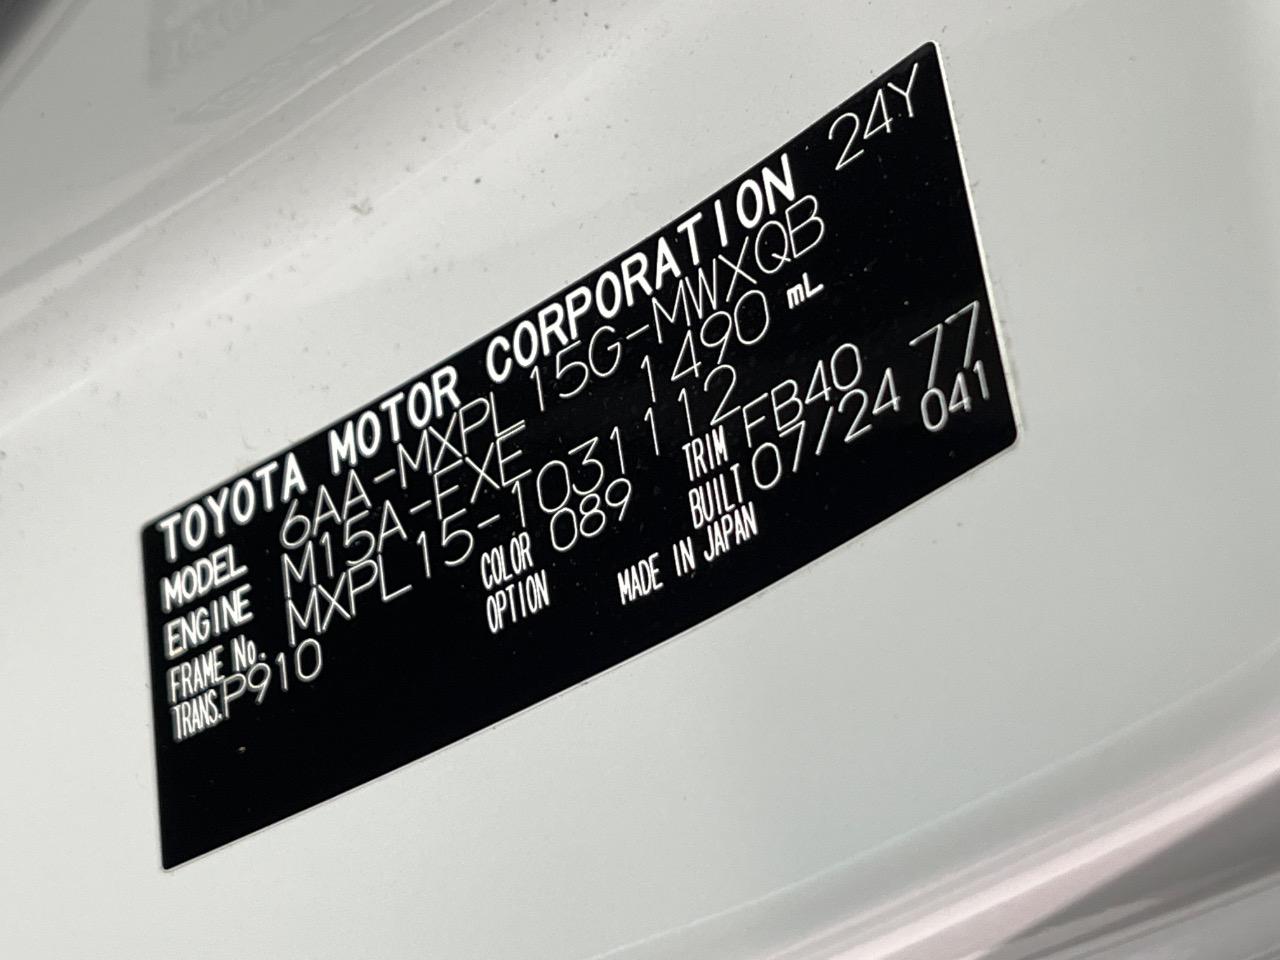 TOYOTA MOTOR CORPORATION 24Y
MODEL 6AA-MXPL15G-MWXQB
ENGINE M15A-FXE 1490 mL
FRAME No. MXPL15-1031112
TRANS. P910 COLOR 089 TRIM FB40 77
OPTION BUILT 07/24 041
MADE IN JAPAN